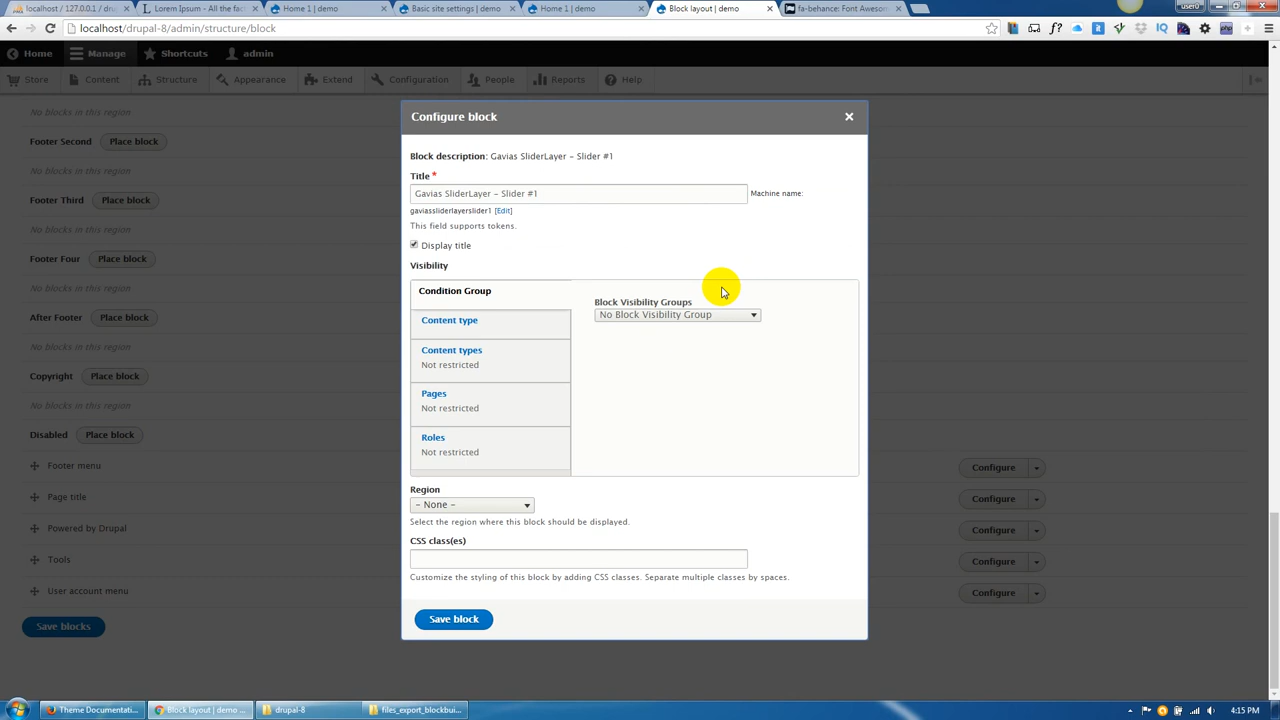 localhost / 127.0.0.1 / dru
Lorem Ipsum - All the fact
Home 1 | demo
Basic site settings | demo
Home 1 | demo
Block layout | demo
fa-behance: Font Aweson
user0
localhost/drupal-8/admin/structure/block
Home
Manage
Shortcuts
admin
Store
Content
Structure
Appearance
Extend
Configuration
People
Reports
Help
No blocks in this region
Footer Second
Place block
No blocks in this region
Footer Third
Place block
No blocks in this region
Footer Four
Place block
No blocks in this region
After Footer
Place block
No blocks in this region
Copyright
Place block
No blocks in this region
Disabled
Place block
Footer menu
Configure
Page title
Configure
Powered by Drupal
Configure
Tools
Configure
User account menu
Configure
Save blocks
Configure block
Block description: Gavias SliderLayer - Slider #1
Title *
Gavias SliderLayer - Slider #1
Machine name:
gaviassliderlayerslider1 [Edit]
This field supports tokens.
Display title
Visibility
Condition Group
Content type
Content types
Not restricted
Pages
Not restricted
Roles
Not restricted
Block Visibility Groups
No Block Visibility Group
Region
- None -
Select the region where this block should be displayed.
CSS class(es)
Customize the styling of this block by adding CSS classes. Separate multiple classes by spaces.
Save block
Theme Documentati...
Block layout | demo ...
drupal-8
files_export_blockbui...
4:15 PM